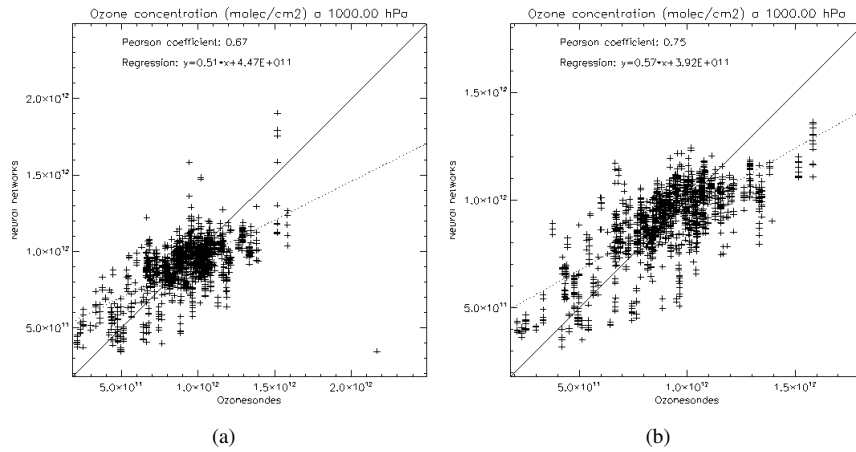 Ozone concentration (molec/cm2) a 1000.00 hPa
Pearson coefficient: 0.67
Regression: y=0.51*x+4.47E+011
2.0×10¹²
1.5×10¹²
1.0×10¹²
5.0×10¹¹
Neural networks
5.0×10¹¹ 1.0×10¹² 1.5×10¹² 2.0×10¹²
Ozonesondes
(a)
Ozone concentration (molec/cm2) a 1000.00 hPa
Pearson coefficient: 0.75
Regression: y=0.57*x+3.92E+011
1.5×10¹²
1.0×10¹²
5.0×10¹¹
Neural networks
5.0×10¹¹ 1.0×10¹² 1.5×10¹²
Ozonesondes
(b)